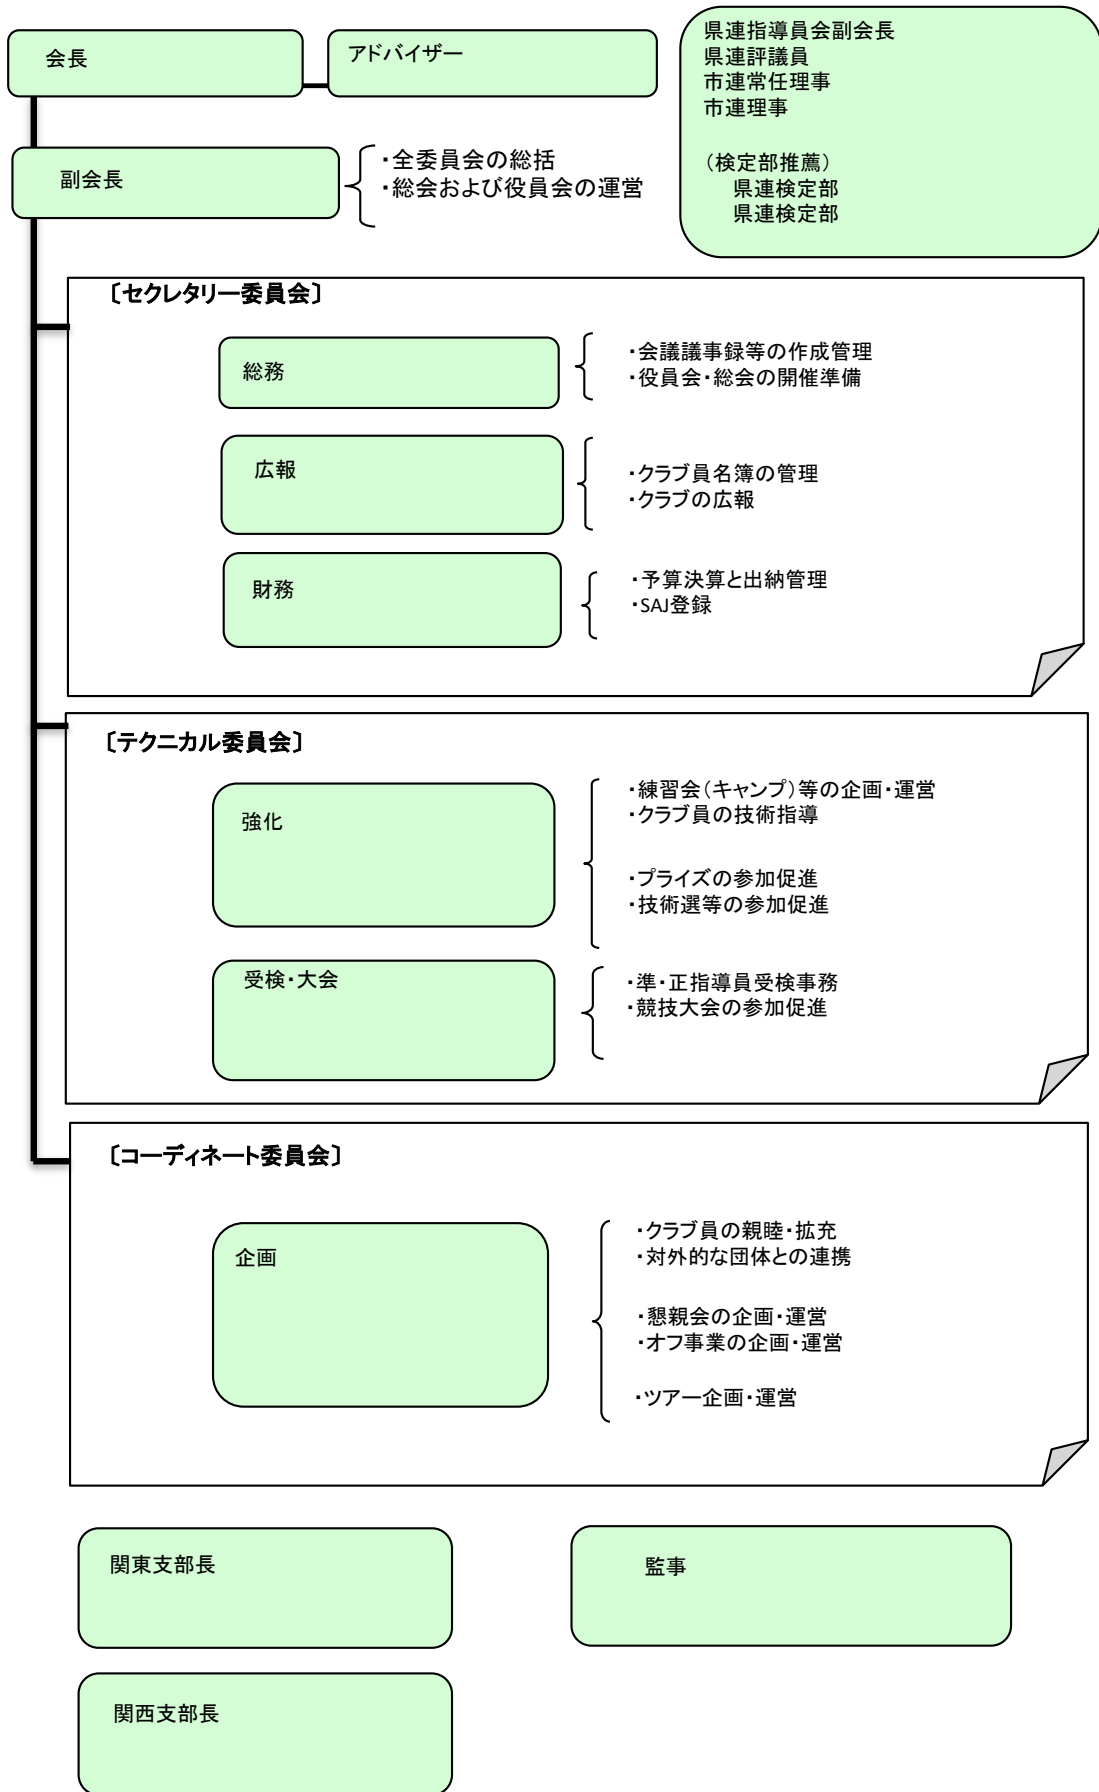 会長
アドバイザー
県連指導員会副会長
県連評議員
市連常任理事
市連理事
（検定部推薦）
県連検定部
県連検定部
副会長
・全委員会の総括
・総会および役員会の運営
〔セクレタリー委員会〕
総務
・会議議事録等の作成管理
・役員会・総会の開催準備
広報
・クラブ員名簿の管理
・クラブの広報
財務
・予算決算と出納管理
・SAJ登録
〔テクニカル委員会〕
強化
・練習会（キャンプ）等の企画・運営
・クラブ員の技術指導
・プライズの参加促進
・技術選等の参加促進
受検・大会
・準・正指導員受検事務
・競技大会の参加促進
〔コーディネート委員会〕
企画
・クラブ員の親睦・拡充
・対外的な団体との連携
・懇親会の企画・運営
・オフ事業の企画・運営
・ツアー企画・運営
関東支部長
監事
関西支部長